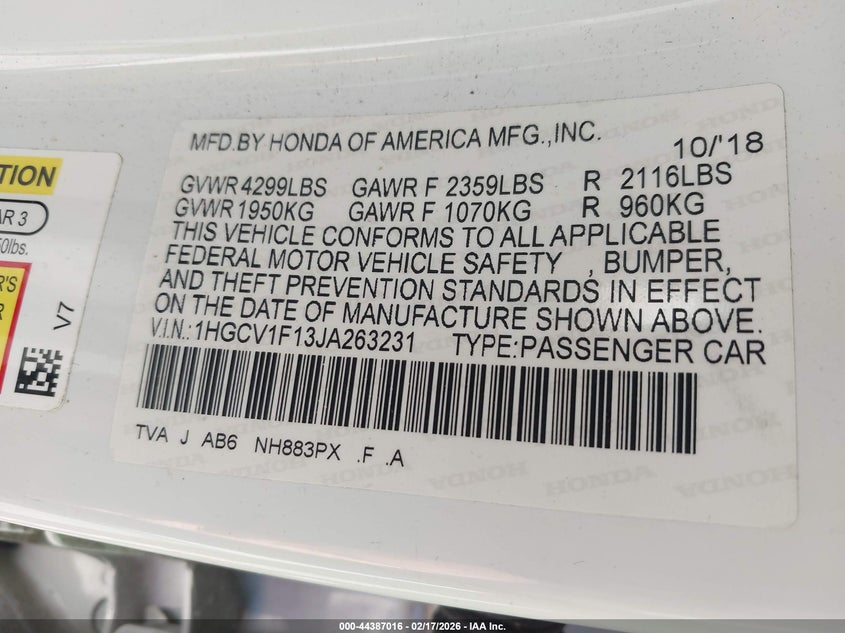 MFD.BY HONDA OF AMERICA MFG.,INC. 10/'18
GVWR 4299LBS GAWR F 2359LBS R 2116LBS
GVWR 1950KG GAWR F 1070KG R 960KG
THIS VEHICLE CONFORMS TO ALL APPLICABLE
FEDERAL MOTOR VEHICLE SAFETY , BUMPER,
AND THEFT PREVENTION STANDARDS IN EFFECT
ON THE DATE OF MANUFACTURE SHOWN ABOVE.
V.I.N.: 1HGCV1F13JA263231 TYPE:PASSENGER CAR
TVA J AB6 NH883PX .F .A
HONDA HONDA
V7
000-44387016 - 02/17/2026 - IAA Inc.